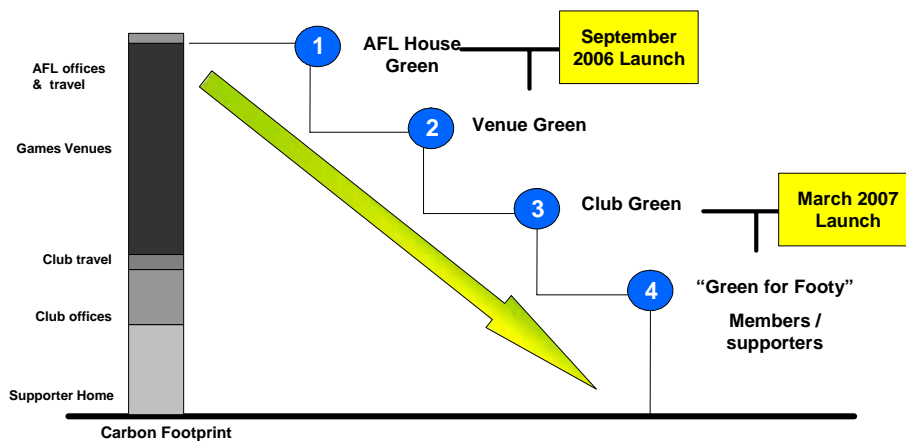 AFL offices
& travel
Games Venues
Club travel
Club offices
Supporter Home
Carbon Footprint
1
AFL House
Green
September
2006 Launch
2
Venue Green
3
Club Green
March 2007
Launch
4
“Green for Footy”
Members /
supporters